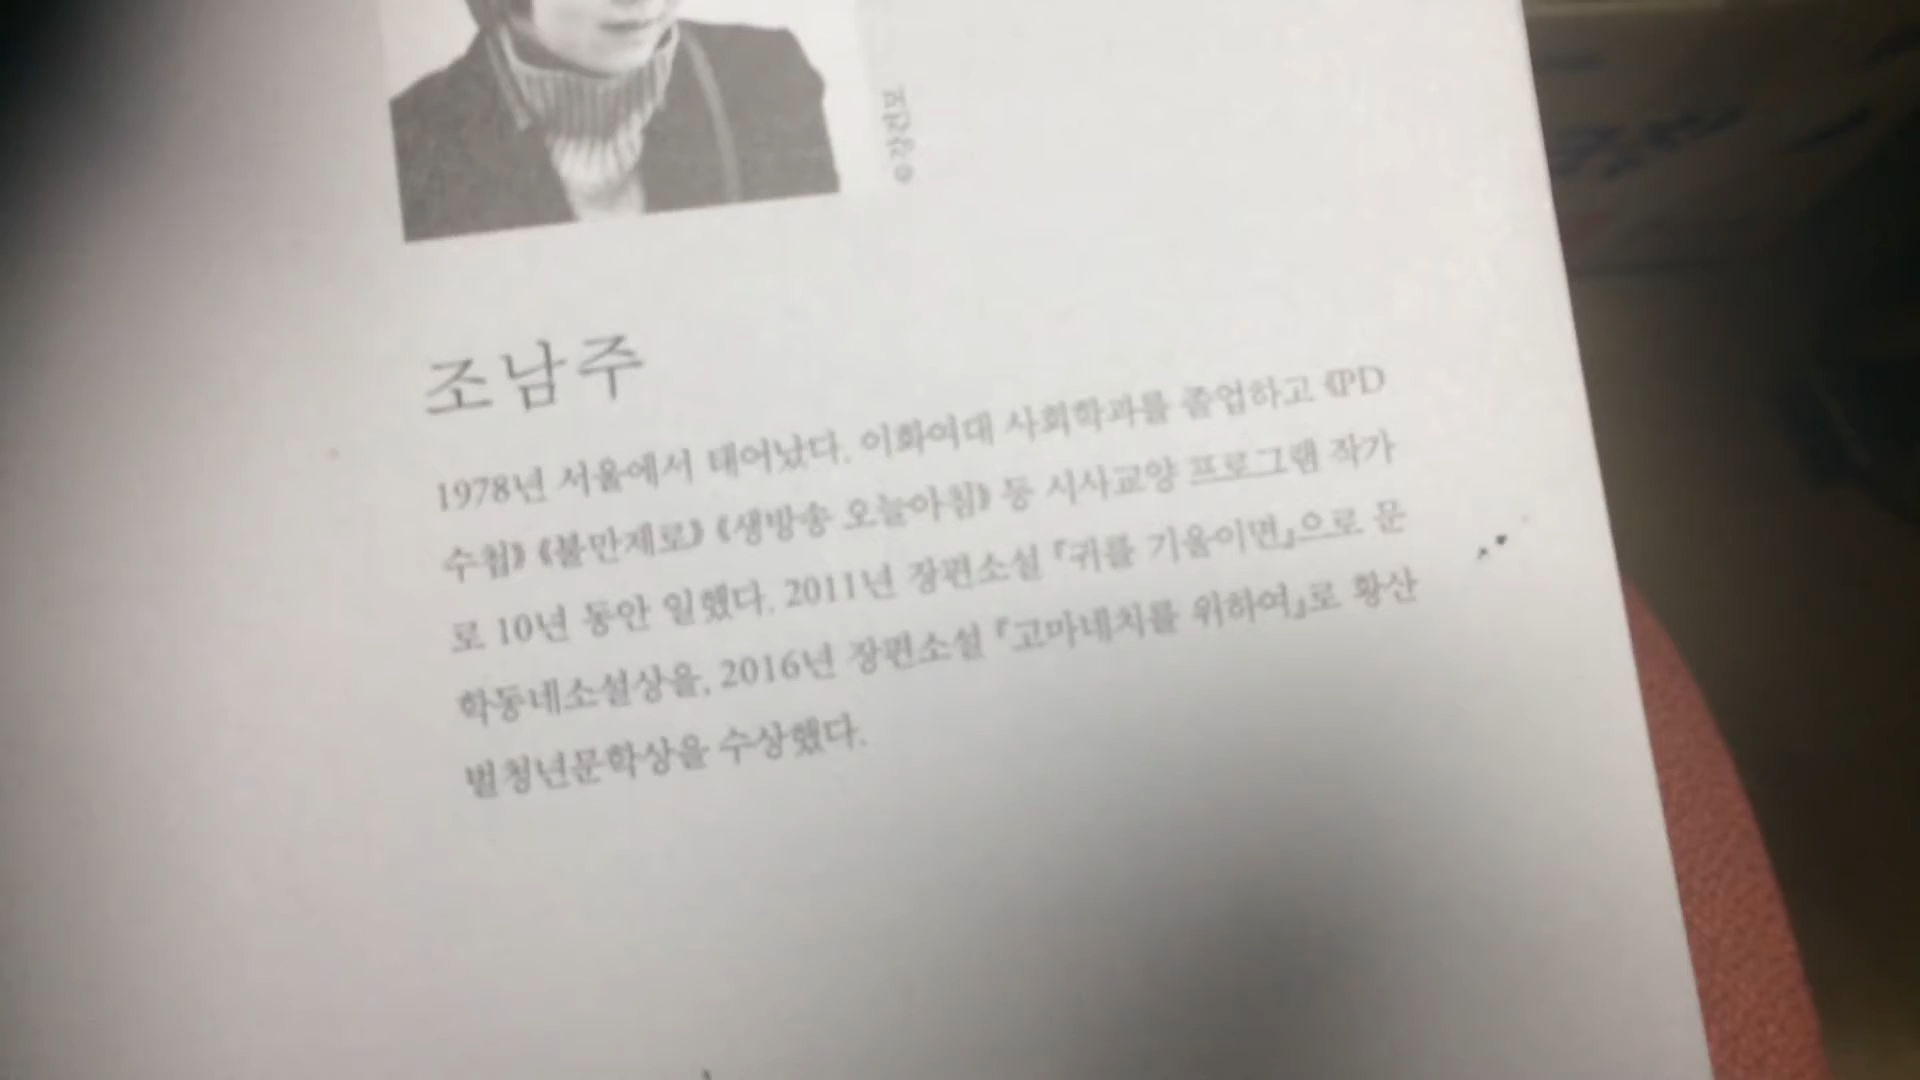 조남주
1978년 서울에서 태어났다. 이화여대 사회학과를 졸업하고 《PD
수첩》 《불만제로》 《생방송 오늘아침》 등 시사교양 프로그램 작가
로 10년 동안 일했다. 2011년 장편소설 『귀를 기울이면』으로 문
학동네소설상을, 2016년 장편소설 『고마네치를 위하여』로 황산
벌청년문학상을 수상했다.